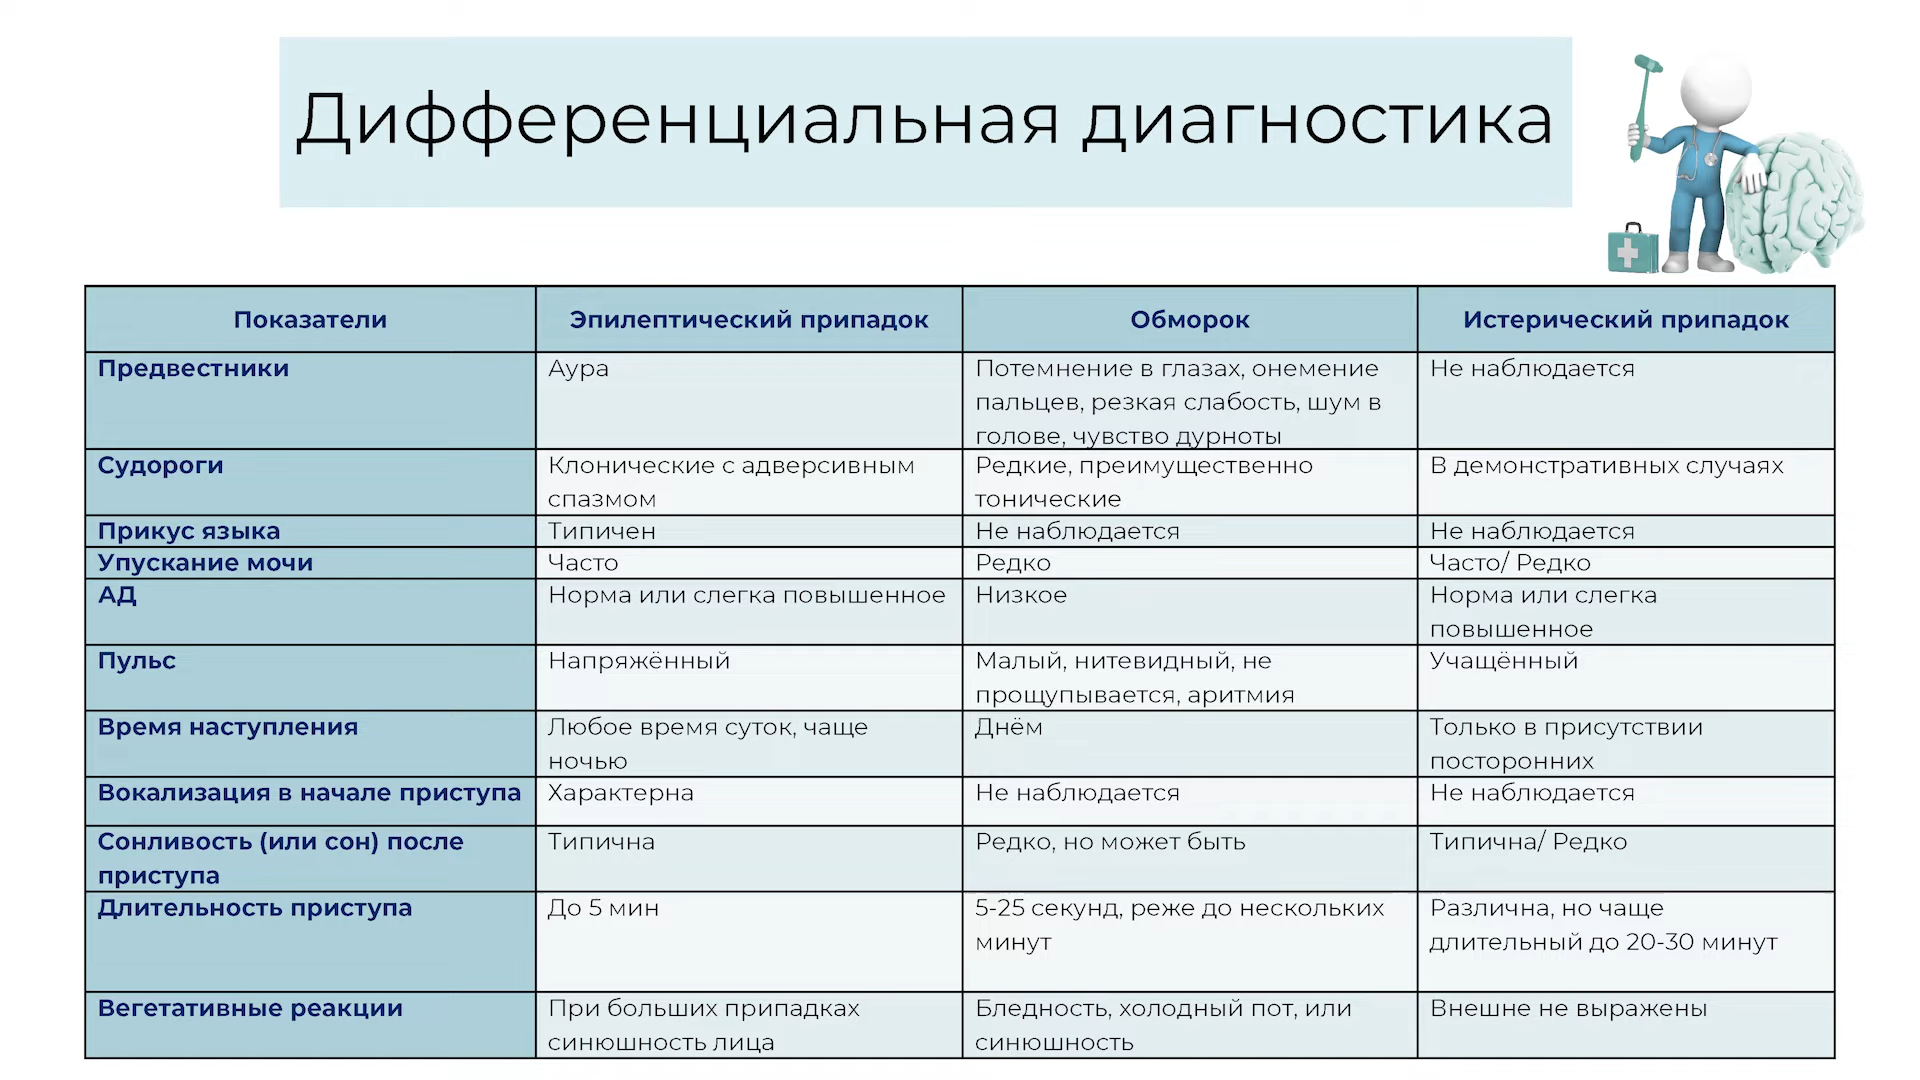 Дифференциальная диагностика
Показатели
Эпилептический припадок
Обморок
Истерический припадок
Предвестники
Аура
Потемнение в глазах, онемение
пальцев, резкая слабость, шум в
голове, чувство дурноты
Не наблюдается
Судороги
Клонические с адверсивным
спазмом
Редкие, преимущественно
тонические
В демонстративных случаях
Прикус языка
Типичен
Не наблюдается
Не наблюдается
Упускание мочи
Часто
Редко
Часто/ Редко
АД
Норма или слегка повышенное
Низкое
Норма или слегка
повышенное
Пульс
Напряжённый
Малый, нитевидный, не
прощупывается, аритмия
Учащённый
Время наступления
Любое время суток, чаще
ночью
Днём
Только в присутствии
посторонних
Вокализация в начале приступа
Характерна
Не наблюдается
Не наблюдается
Сонливость (или сон) после
приступа
Типична
Редко, но может быть
Типична/ Редко
Длительность приступа
До 5 мин
5-25 секунд, реже до нескольких
минут
Различна, но чаще
длительный до 20-30 минут
Вегетативные реакции
При больших припадках
синюшность лица
Бледность, холодный пот, или
синюшность
Внешне не выражены